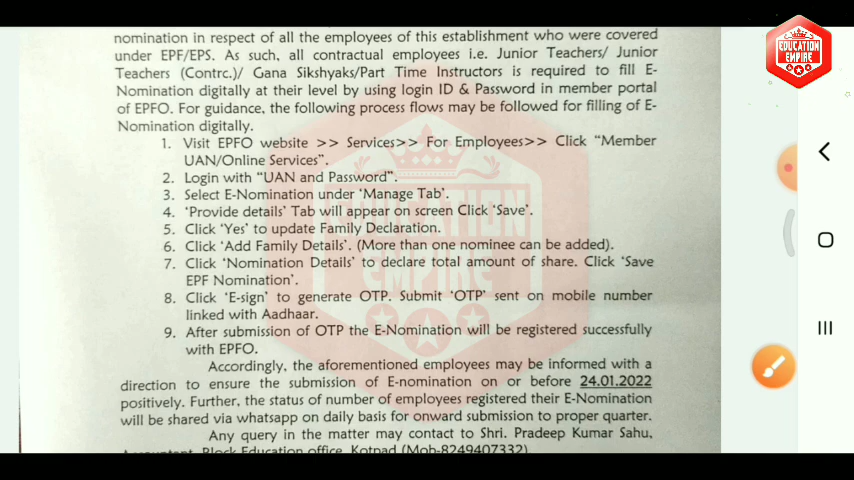 nomination in respect of all the employees of this establishment who were covered
under EPF/EPS. As such, all contractual employees i.e. Junior Teachers/ Junior
Teachers (Contrc.)/ Gana Sikshyaks/Part Time Instructors is required to fill E-
Nomination digitally at their level by using login ID & Password in member portal
of EPFO. For guidance, the following process flows may be followed for filling of E-
Nomination digitally.
1. Visit EPFO website >> Services>> For Employees>> Click “Member
UAN/Online Services”.
2. Login with “UAN and Password”.
3. Select E-Nomination under ‘Manage Tab’.
4. ‘Provide details’ Tab will appear on screen Click ‘Save’.
5. Click ‘Yes’ to update Family Declaration.
6. Click ‘Add Family Details’. (More than one nominee can be added).
7. Click ‘Nomination Details’ to declare total amount of share. Click ‘Save
EPF Nomination’.
8. Click ‘E-sign’ to generate OTP. Submit ‘OTP’ sent on mobile number
linked with Aadhaar.
9. After submission of OTP the E-Nomination will be registered successfully
with EPFO.
Accordingly, the aforementioned employees may be informed with a
direction to ensure the submission of E-nomination on or before 24.01.2022
positively. Further, the status of number of employees registered their E-Nomination
will be shared via whatsapp on daily basis for onward submission to proper quarter.
Any query in the matter may contact to Shri. Pradeep Kumar Sahu,
Accountant, Block Education office, Kotpad (Mob-8249407332)
EDUCATION
EMPIRE
EDUCATION
EMPIRE